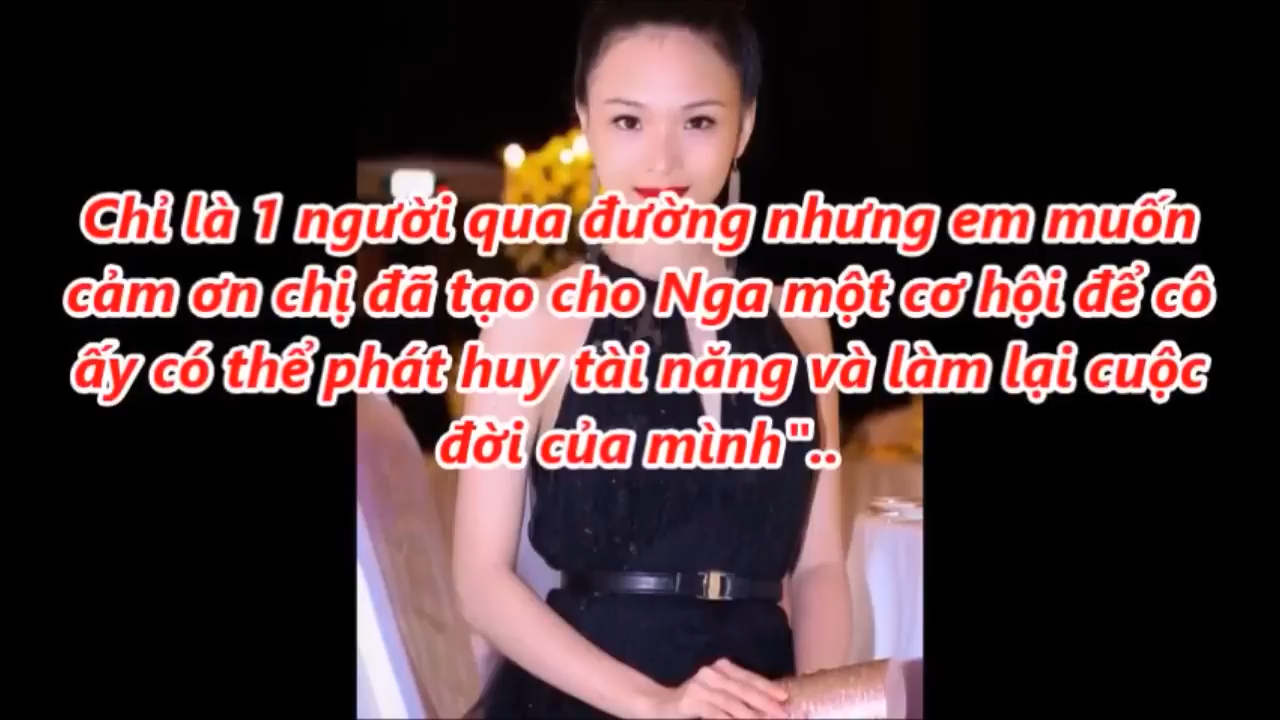 Chỉ là 1 người qua đường nhưng em muốn
cảm ơn chị đã tạo cho Nga một cơ hội để cô
ấy có thể phát huy tài năng và làm lại cuộc
đời của mình"..